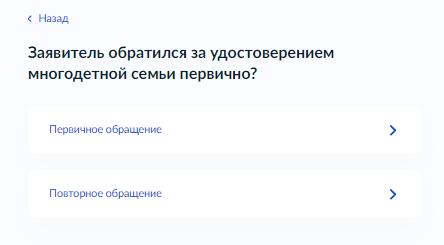 Назад
Заявитель обратился за удостоверением
многодетной семьи первично?
Первичное обращение
Повторное обращение